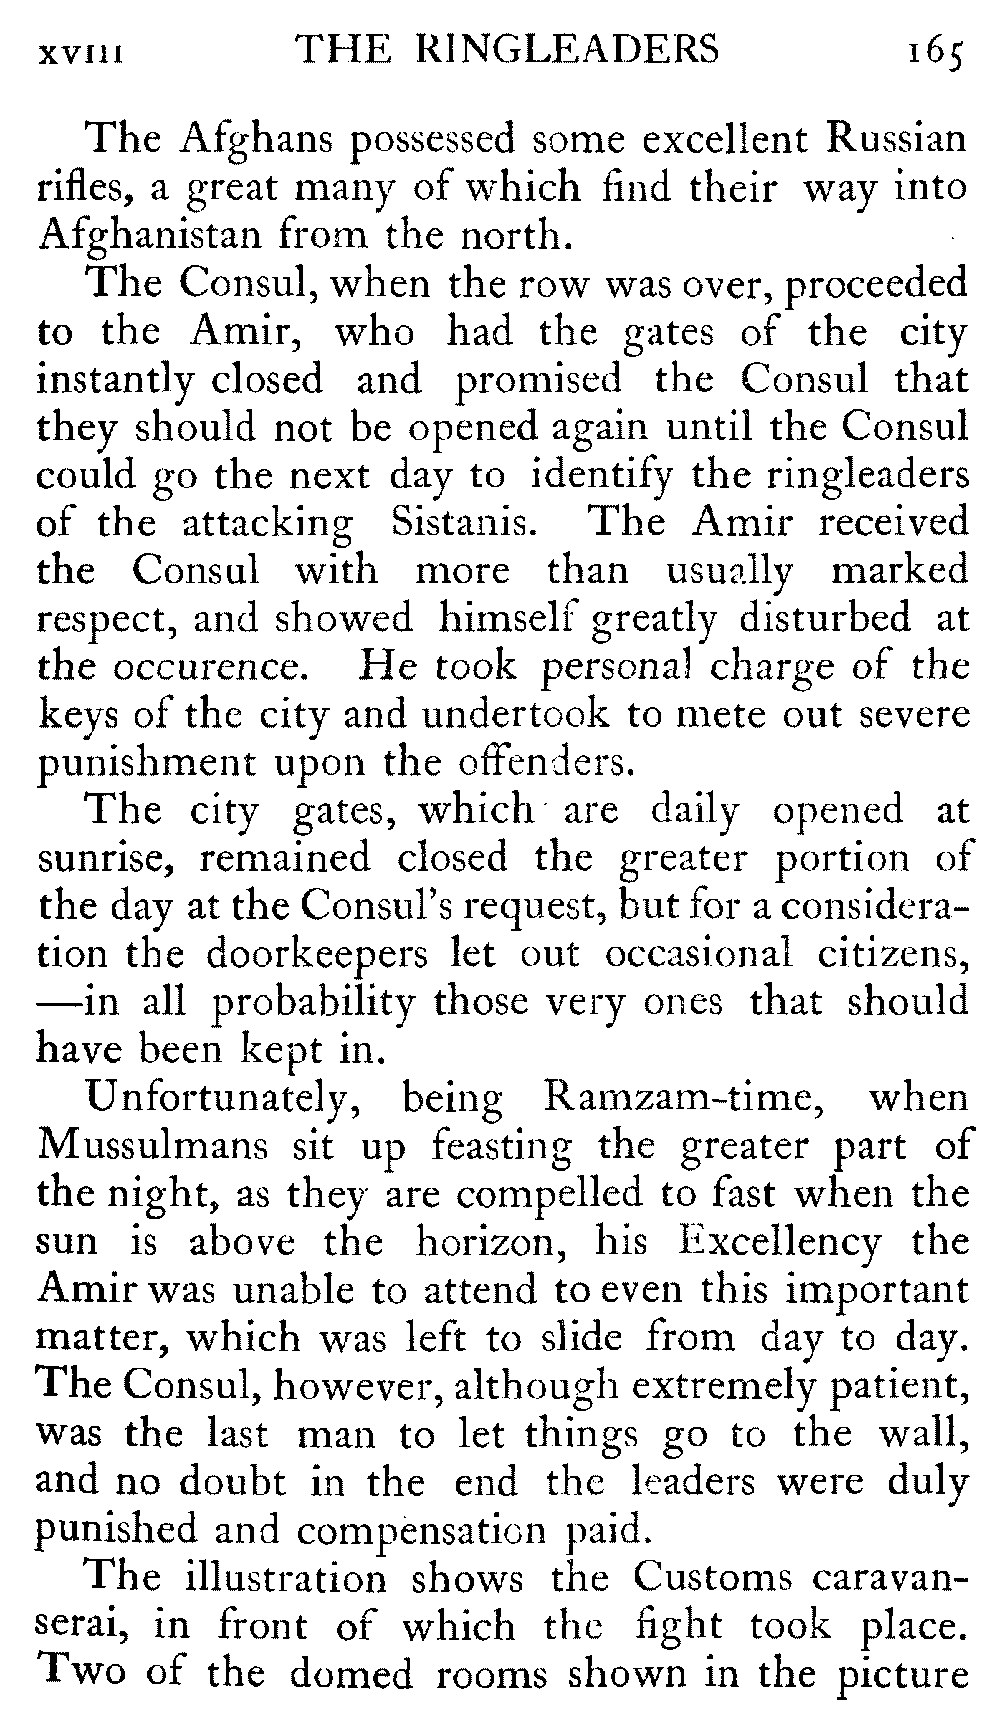 XVIII THE RINGLEADERS 165
The Afghans possessed some excellent Russian
rifles, a great many of which find their way into
Afghanistan from the north.
The Consul, when the row was over, proceeded
to the Amir, who had the gates of the city
instantly closed and promised the Consul that
they should not be opened again until the Consul
could go the next day to identify the ringleaders
of the attacking Sistanis. The Amir received
the Consul with more than usually marked
respect, and showed himself greatly disturbed at
the occurence. He took personal charge of the
keys of the city and undertook to mete out severe
punishment upon the offenders.
The city gates, which are daily opened at
sunrise, remained closed the greater portion of
the day at the Consul's request, but for a considera-
tion the doorkeepers let out occasional citizens,
—in all probability those very ones that should
have been kept in.
Unfortunately, being Ramzam-time, when
Mussulmans sit up feasting the greater part of
the night, as they are compelled to fast when the
sun is above the horizon, his Excellency the
Amir was unable to attend to even this important
matter, which was left to slide from day to day.
The Consul, however, although extremely patient,
was the last man to let things go to the wall,
and no doubt in the end the leaders were duly
punished and compensation paid.
The illustration shows the Customs caravan-
serai, in front of which the fight took place.
Two of the domed rooms shown in the picture